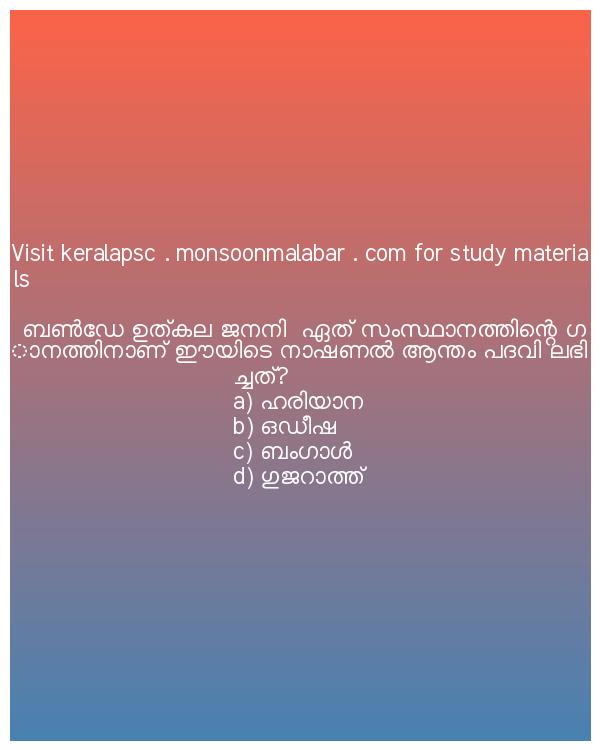 Visit keralapsc . monsoonmalabar . com for study materia
ls
ബൺഡേ ഉത്കല ജനനി ഏത് സംസ്ഥാനത്തിന്റെ ഗ
ാനത്തിനാണ് ഈയിടെ നാഷണൽ ആന്തം പദവി ലഭി
ച്ചത്?
a) ഹരിയാന
b) ഒഡീഷ
c) ബംഗാൾ
d) ഗുജറാത്ത്